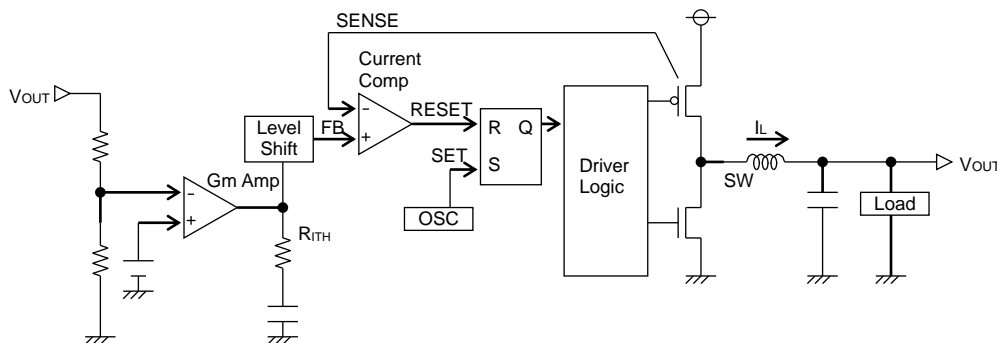 SENSE
Current
Comp
VOUT
Level
Shift
FB
-
+
RESET
R
Q
S
SET
OSC
Driver
Logic
IL
SW
VOUT
Load
Gm Amp
-
+
RITH